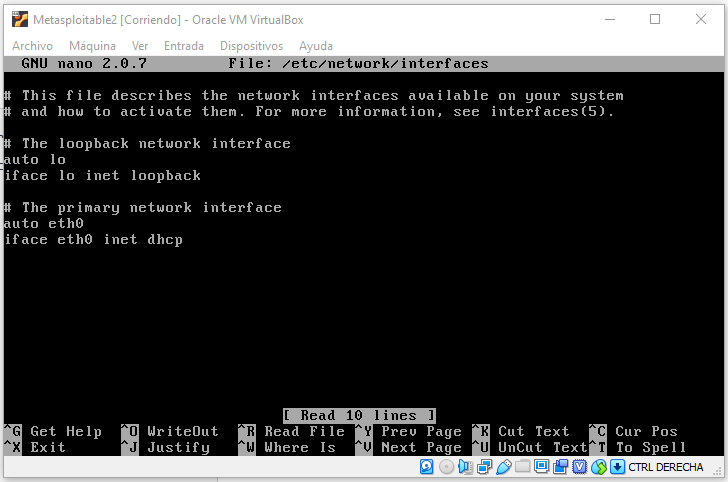 Metasploitable2 [Corriendo] - Oracle VM VirtualBox
Archivo Máquina Ver Entrada Dispositivos Ayuda
GNU nano 2.0.7 File: /etc/network/interfaces
# This file describes the network interfaces available on your system
# and how to activate them. For more information, see interfaces(5).
# The loopback network interface
auto lo
iface lo inet loopback
# The primary network interface
auto eth0
iface eth0 inet dhcp
[ Read 10 lines ]
^G Get Help ^O WriteOut ^R Read File ^Y Prev Page ^K Cut Text ^C Cur Pos
^X Exit ^J Justify ^W Where Is ^V Next Page ^U UnCut Text ^T To Spell
CTRL DERECHA